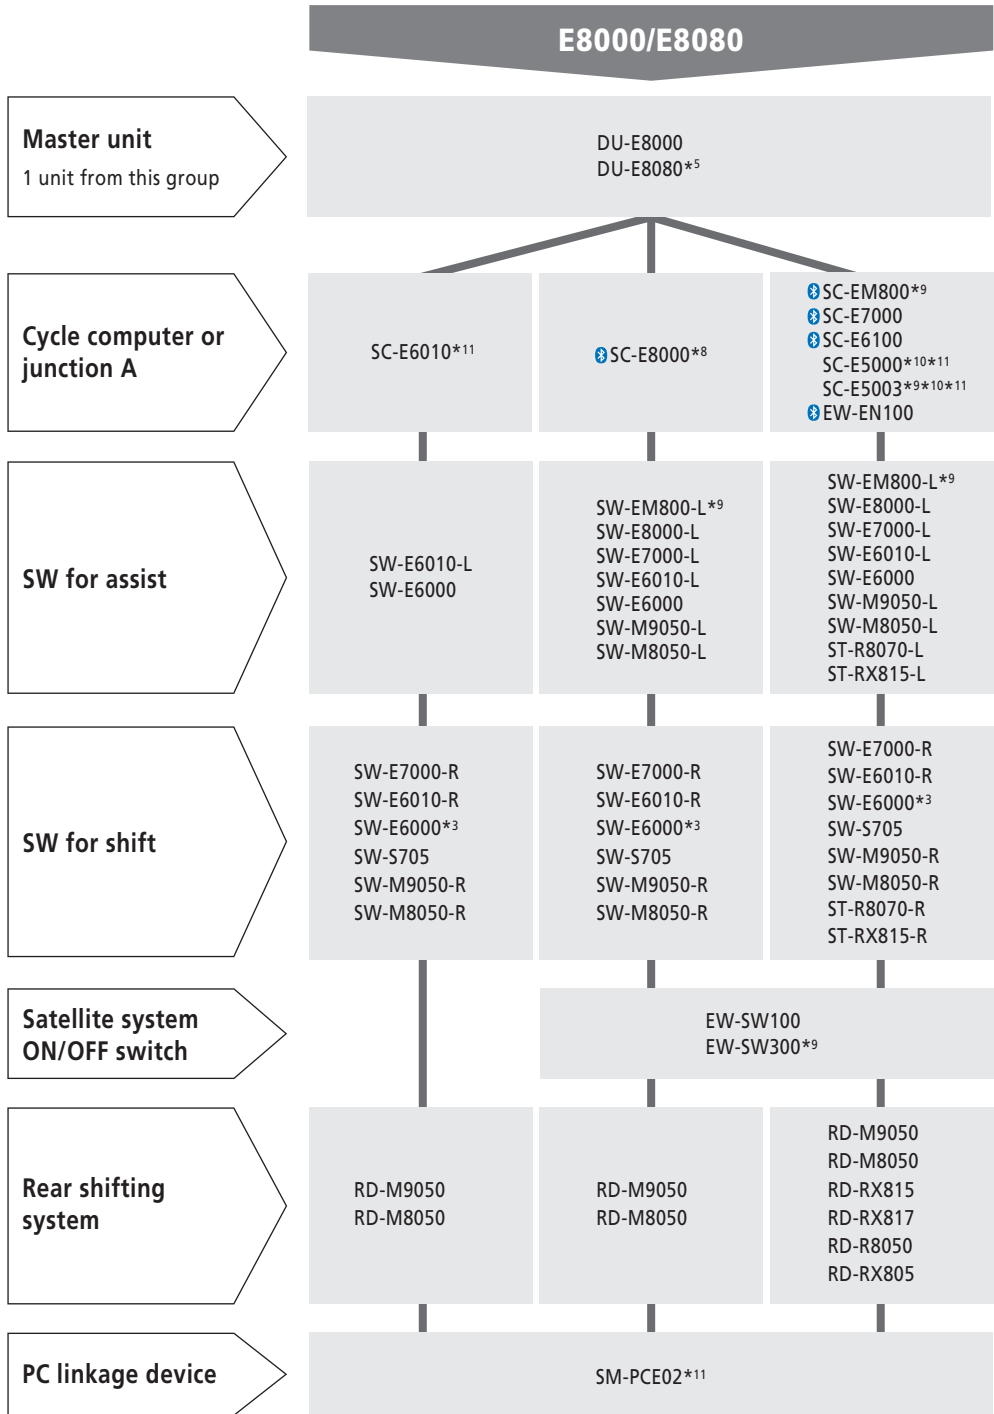 E8000/E8080
Master unit
1 unit from this group
DU-E8000
DU-E8080*5
Cycle computer or
junction A
SC-E6010*11
SC-E8000*8
SC-EM800*9
SC-E7000
SC-E6100
SC-E5000*10*11
SC-E5003*9*10*11
EW-EN100
SW for assist
SW-E6010-L
SW-E6000
SW-EM800-L*9
SW-E8000-L
SW-E7000-L
SW-E6010-L
SW-E6000
SW-M9050-L
SW-M8050-L
SW-EM800-L*9
SW-E8000-L
SW-E7000-L
SW-E6010-L
SW-E6000
SW-M9050-L
SW-M8050-L
ST-R8070-L
ST-RX815-L
SW for shift
SW-E7000-R
SW-E6010-R
SW-E6000*3
SW-S705
SW-M9050-R
SW-M8050-R
SW-E7000-R
SW-E6010-R
SW-E6000*3
SW-S705
SW-M9050-R
SW-M8050-R
SW-E7000-R
SW-E6010-R
SW-E6000*3
SW-S705
SW-M9050-R
SW-M8050-R
ST-R8070-R
ST-RX815-R
Satellite system
ON/OFF switch
EW-SW100
EW-SW300*9
Rear shifting
system
RD-M9050
RD-M8050
RD-M9050
RD-M8050
RD-M9050
RD-M8050
RD-RX815
RD-RX817
RD-R8050
RD-RX805
PC linkage device
SM-PCE02*11